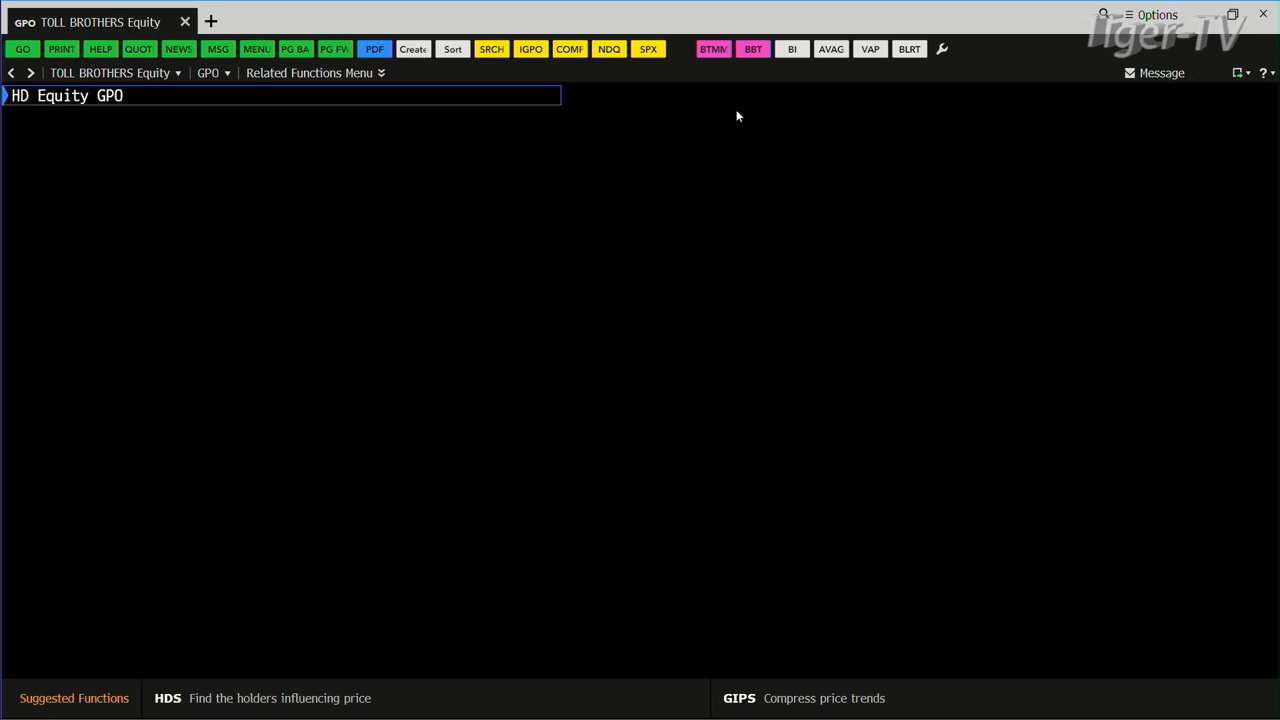 GPO TOLL BROTHERS Equity
Options
Tiger-TV
GO PRINT HELP QUOT NEWS MSG MENU PG BA PG FW PDF Create Sort SRCH IGPO COMP NDQ SPX BTMM BBT BI AVAG VAP BLRT
TOLL BROTHERS Equity GPO Related Functions Menu Message ?
HD Equity GPO
Suggested Functions HDS Find the holders influencing price GIPS Compress price trends